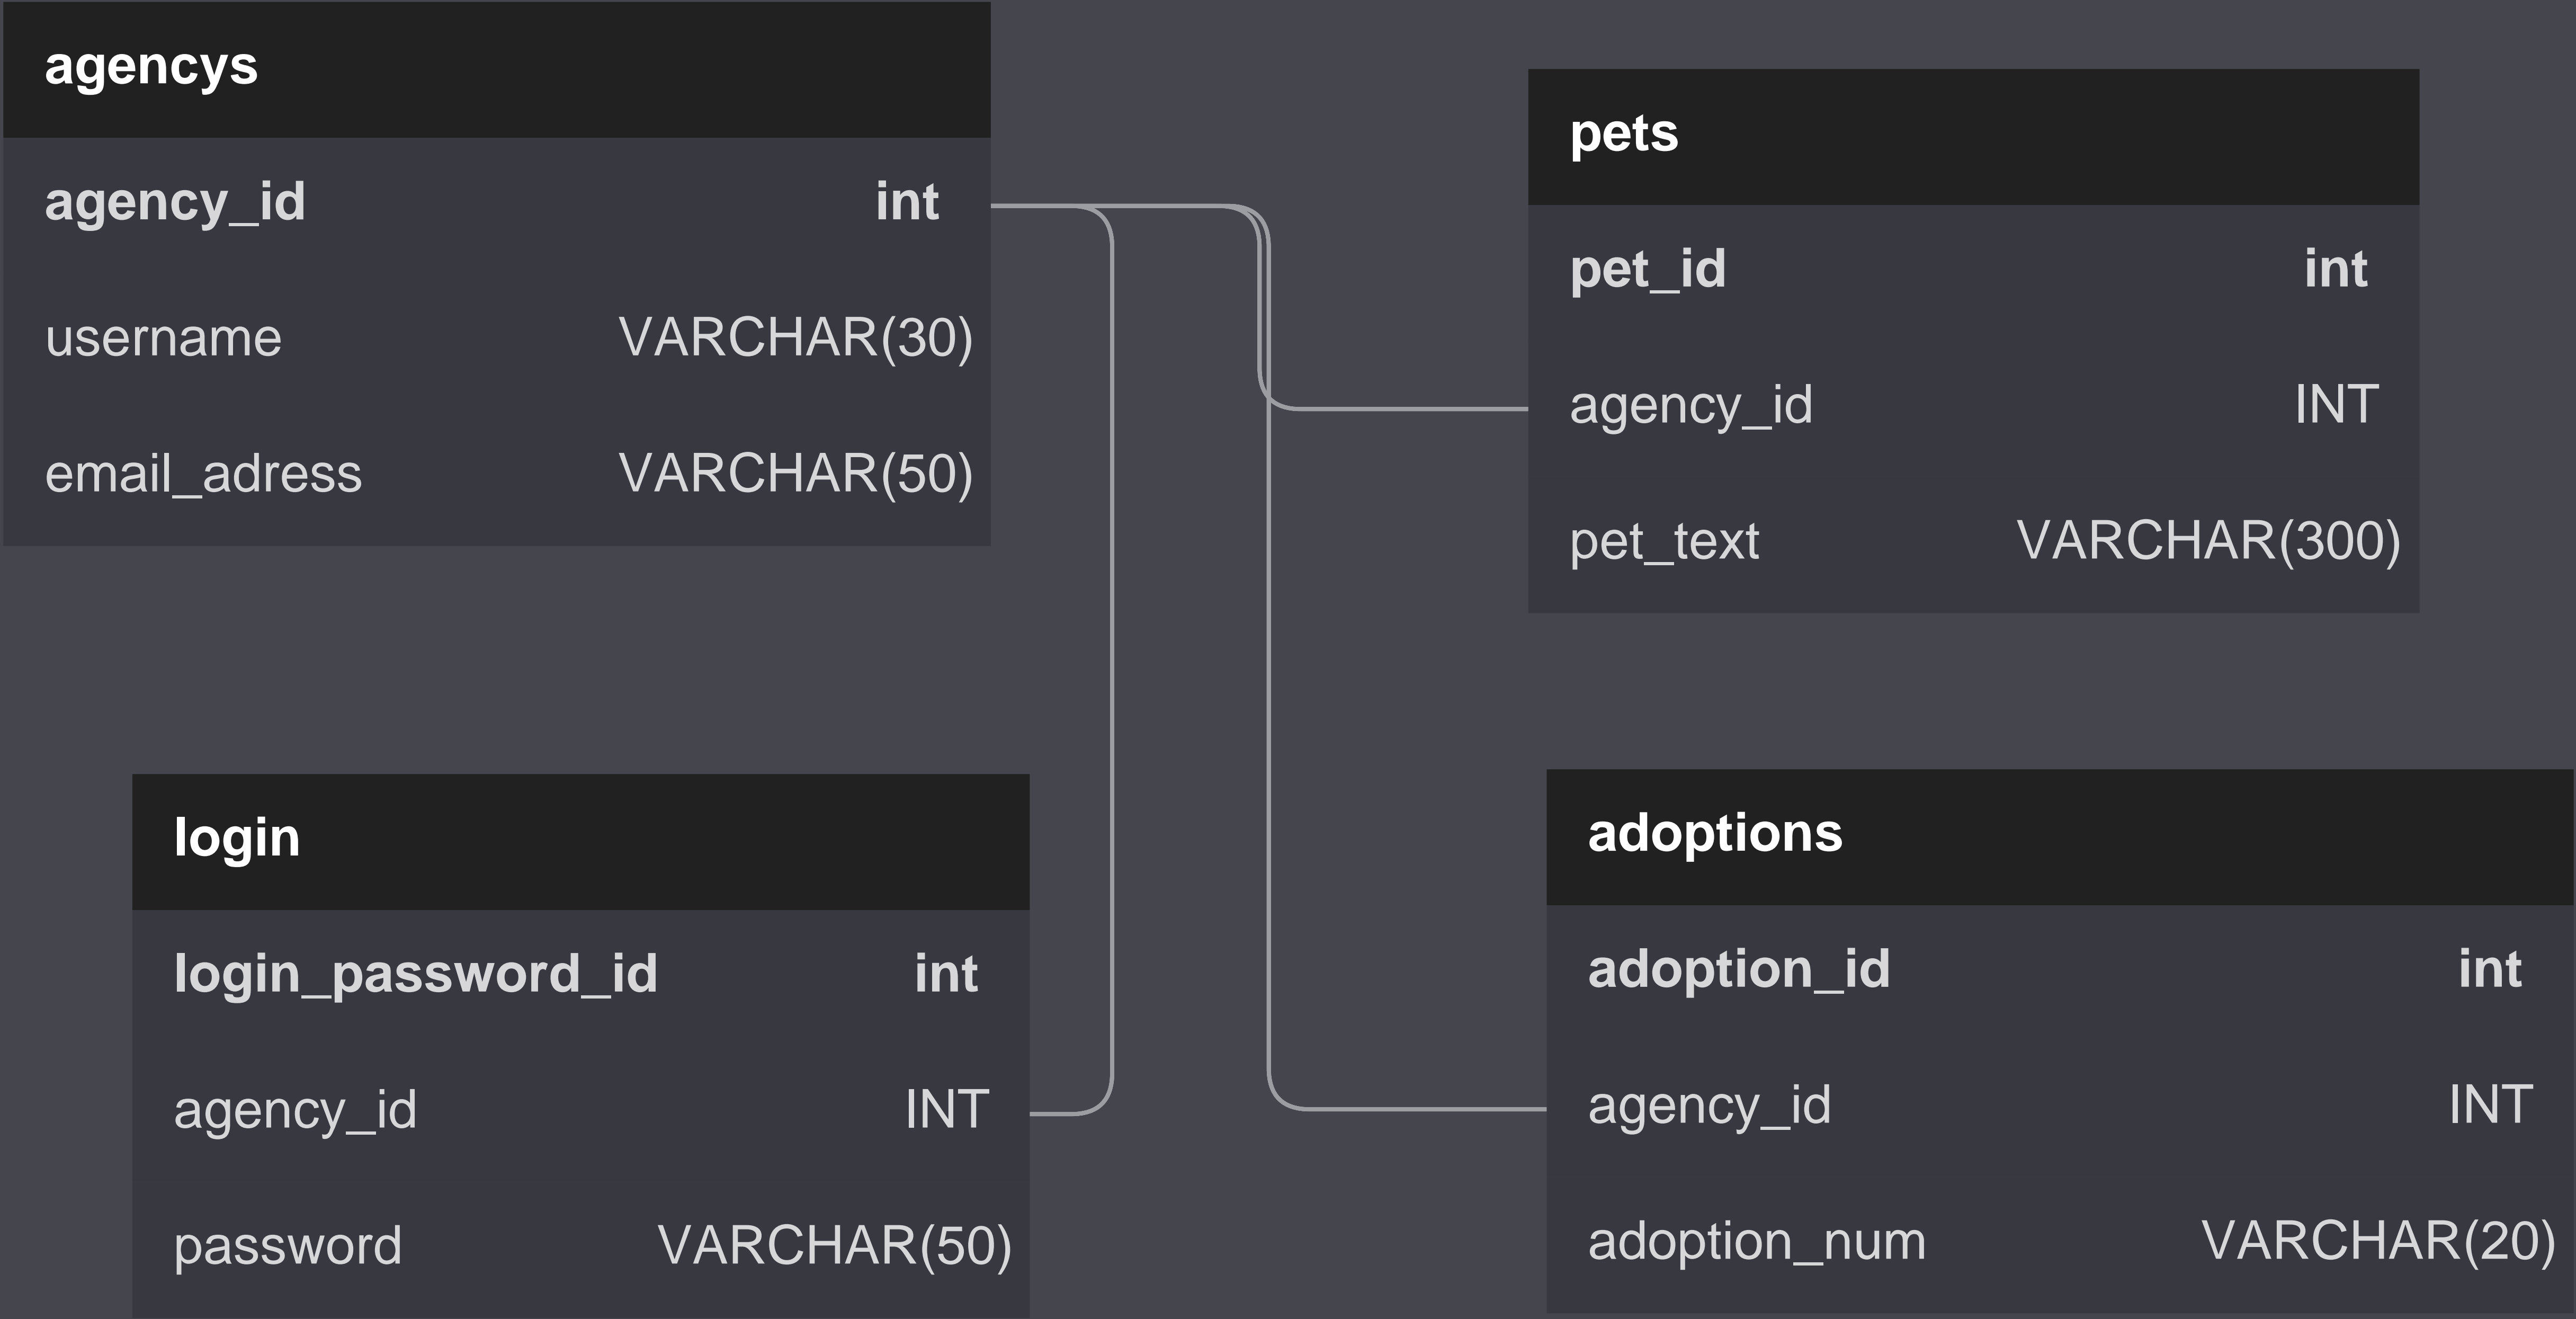 agencys
agency_id int
username VARCHAR(30)
email_adress VARCHAR(50)
pets
pet_id int
agency_id INT
pet_text VARCHAR(300)
login
login_password_id int
agency_id INT
password VARCHAR(50)
adoptions
adoption_id int
agency_id INT
adoption_num VARCHAR(20)